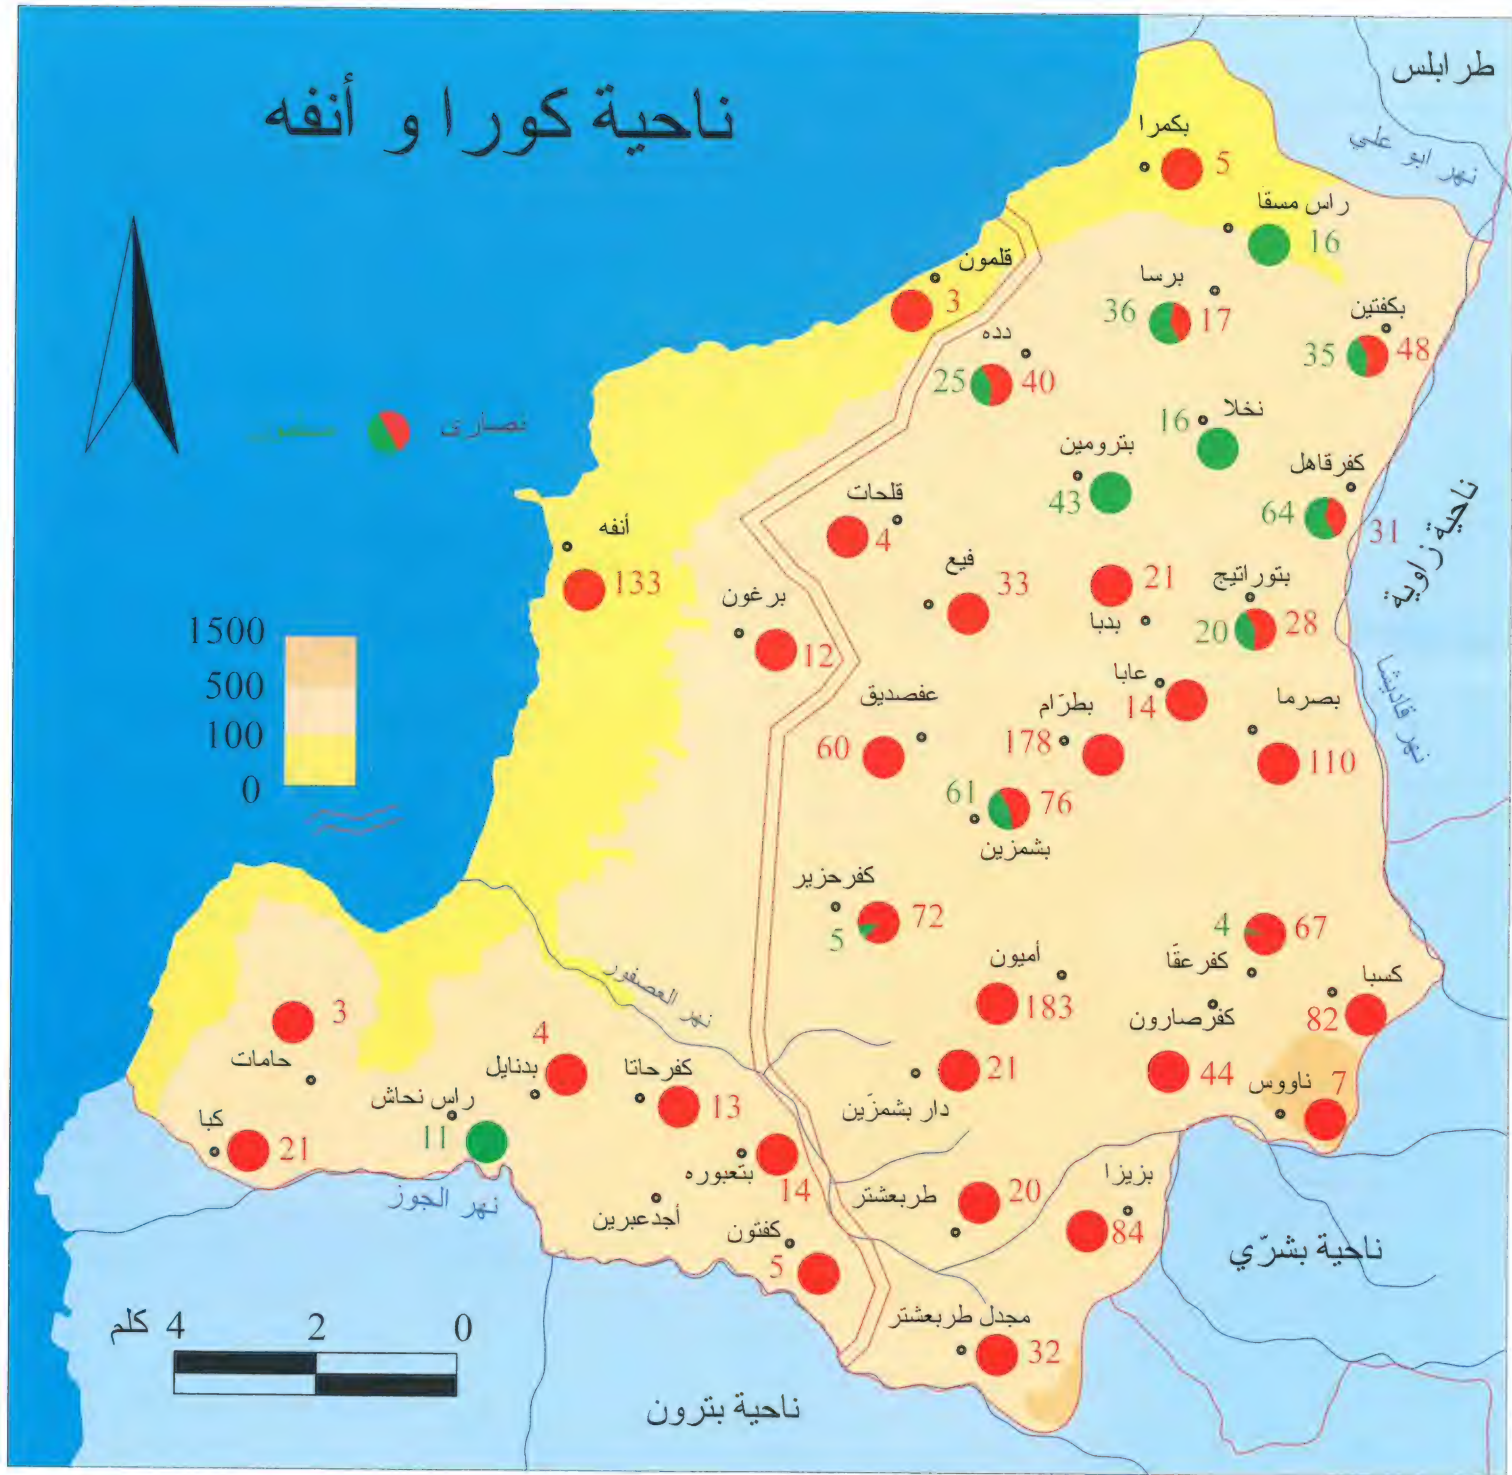 ناحية كورا و أنفه
طرابلس
نهر ابو علي
بكمرا
5
راس مسقا
16
قلمون
3
برسا
36
17
بكفتين
35
48
دده
25
40
نخلا
16
بترومين
43
كفرقاهل
64
31
نصارى
مسلمون
قلحات
4
أنفه
133
فيع
33
21
بدبا
بتوراتيج
20
28
ناحية زاوية
برغون
12
عابا
14
نهر قاديشا
عفصديق
60
بطرّام
178
بصرما
110
1500
500
100
0
61
76
بشمزين
كفرحزير
5
72
4
67
كفرعقّا
أميون
183
كسبا
82
نهر العصفور
كفرصارون
44
3
حامات
4
بدنايل
كفرحاتا
13
21
دار بشمزّين
ناووس
7
راس نحاش
11
كبا
21
بتعبوره
14
نهر الجوز
أجدعبرين
طربعشتر
20
بزيزا
84
كفتون
5
ناحية بشرّي
مجدل طربعشتر
32
كلم 4 2 0
ناحية بترون